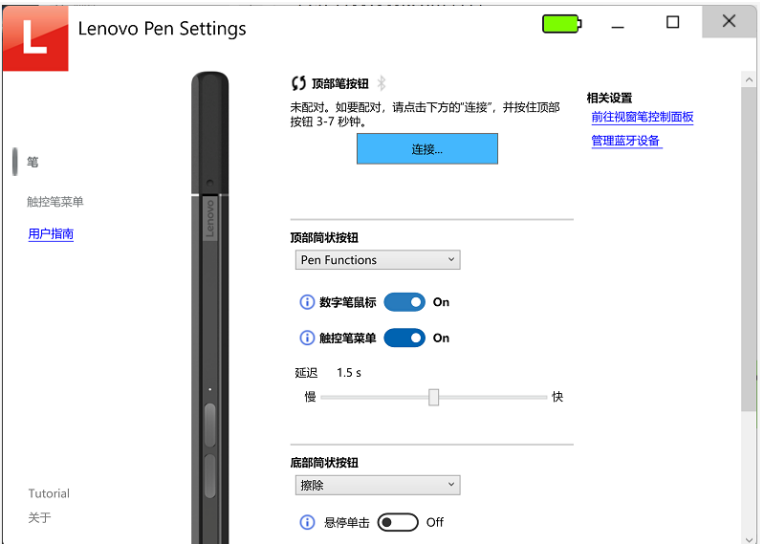 L
Lenovo Pen Settings
笔
触控笔菜单
用户指南
Tutorial
关于
Lenovo
顶部笔按钮
未配对。如要配对，请点击下方的“连接”，并按住顶部
按钮 3-7 秒钟。
连接...
顶部筒状按钮
Pen Functions
数字笔鼠标 On
触控笔菜单 On
延迟 1.5 s
慢 快
底部筒状按钮
擦除
悬停单击 Off
相关设置
前往视窗笔控制面板
管理蓝牙设备